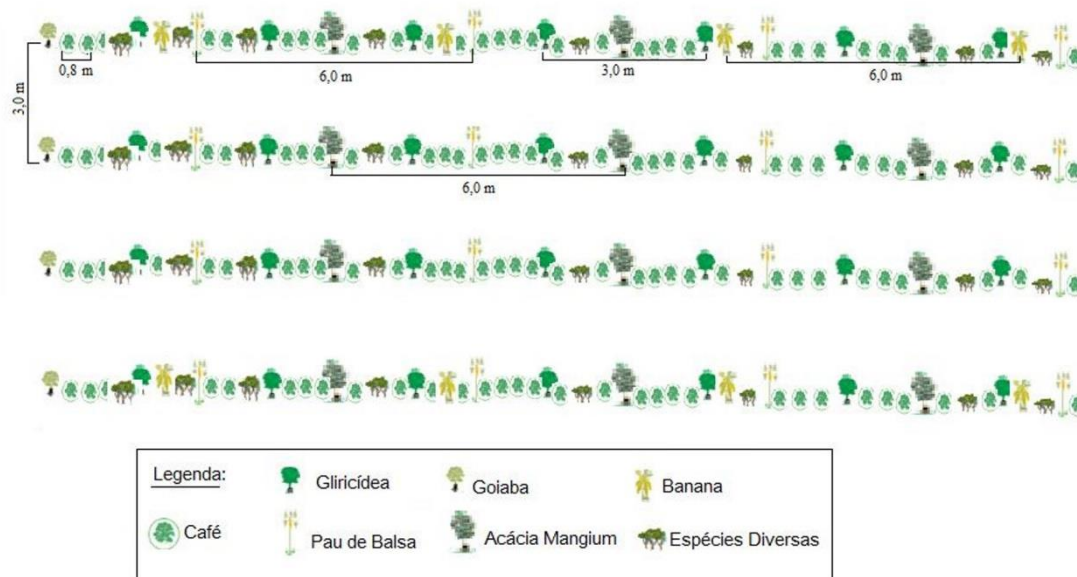 0,8 m
6,0 m
3,0 m
6,0 m
3,0 m
6,0 m
Legenda:
Gliricídea
Goiaba
Banana
Café
Pau de Balsa
Acácia Mangium
Espécies Diversas